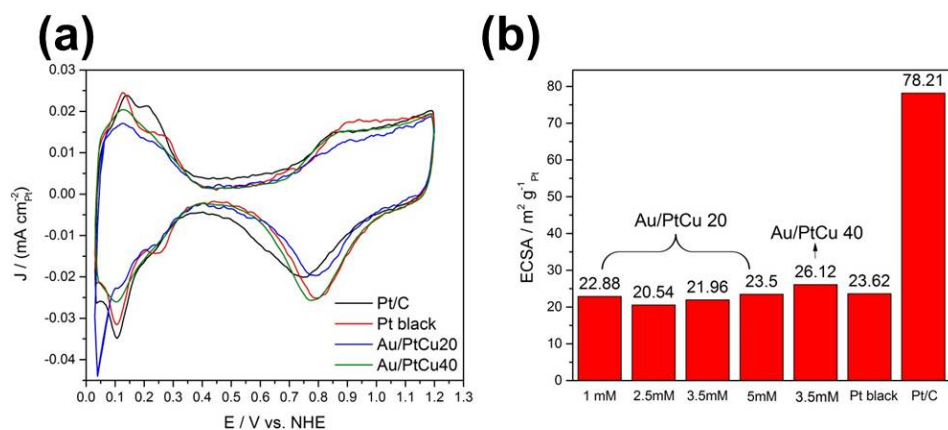 (a)
0.03
0.02
0.01
0.00
-0.01
-0.02
-0.03
-0.04
J / (mA cm-2Pt)
Pt/C
Pt black
Au/PtCu20
Au/PtCu40
0.0 0.1 0.2 0.3 0.4 0.5 0.6 0.7 0.8 0.9 1.0 1.1 1.2 1.3
E / V vs. NHE
(b)
80
70
60
50
40
30
20
10
0
ECSA / m2 g-1Pt
78.21
Au/PtCu 20
Au/PtCu 40
22.88 20.54 21.96 23.5 26.12 23.62
1 mM 2.5mM 3.5mM 5mM 3.5mM Pt black Pt/C